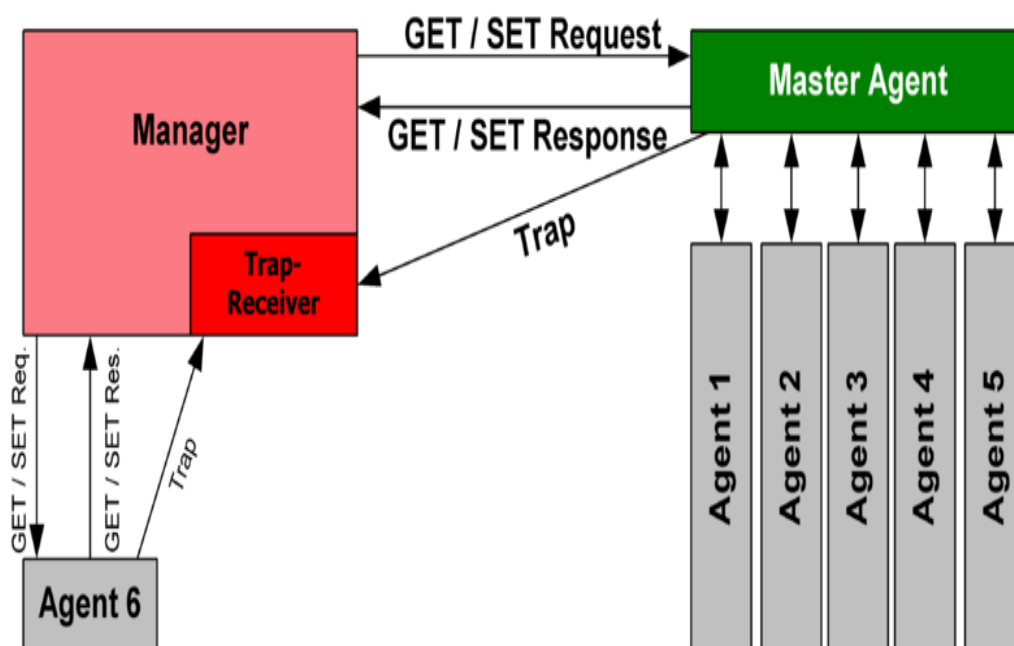 GET / SET Request
Master Agent
Manager
GET / SET Response
Trap
Trap-
Receiver
GET / SET Req.
GET / SET Res.
Trap
Agent 1
Agent 2
Agent 3
Agent 4
Agent 5
Agent 6